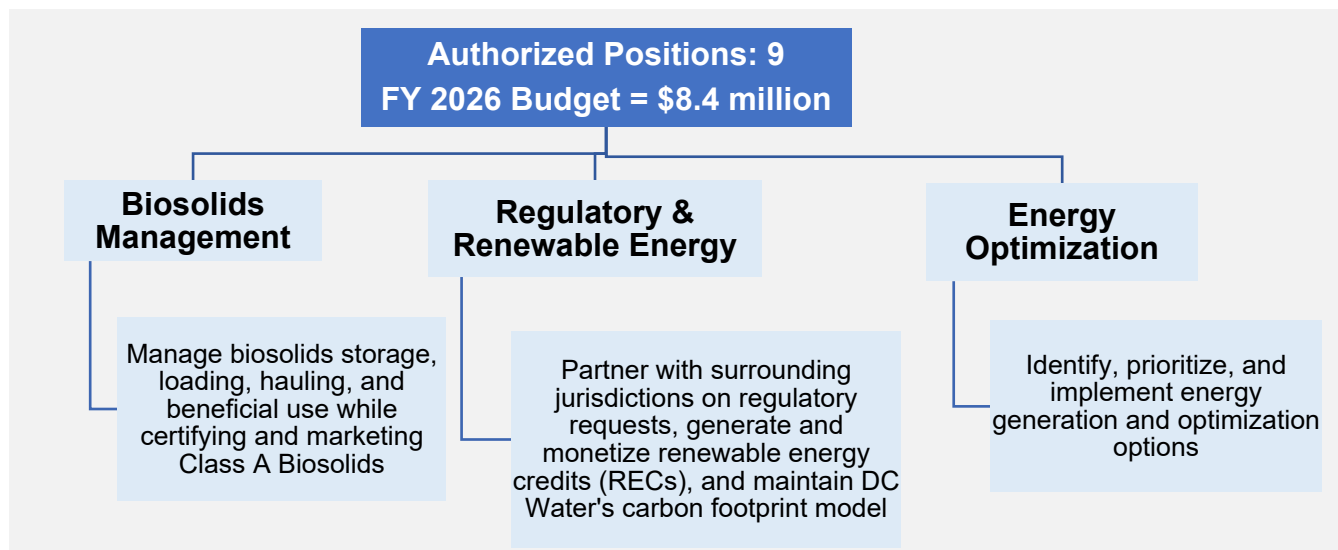 Authorized Positions: 9
FY 2026 Budget = $8.4 million
Biosolids
Management
Manage biosolids storage,
loading, hauling, and
beneficial use while
certifying and marketing
Class A Biosolids
Regulatory &
Renewable Energy
Partner with surrounding
jurisdictions on regulatory
requests, generate and
monetize renewable energy
credits (RECs), and maintain DC
Water's carbon footprint model
Energy
Optimization
Identify, prioritize, and
implement energy
generation and optimization
options